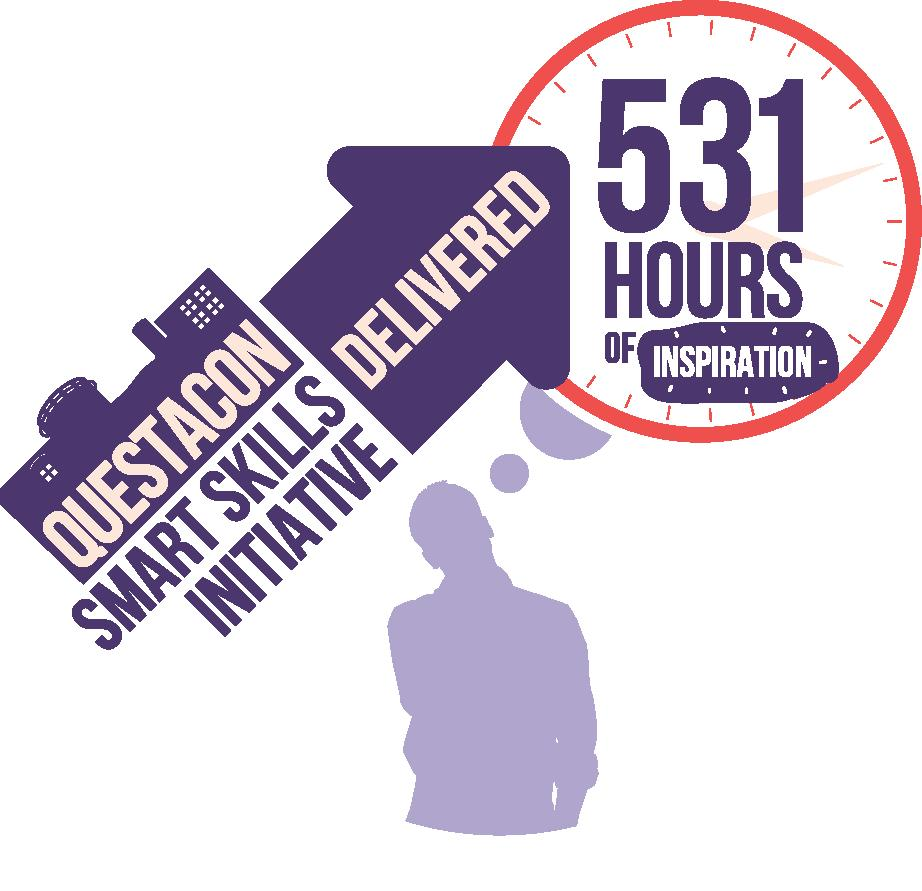 QUESTACON
SMART SKILLS
INITIATIVE
DELIVERED
531
HOURS
OF INSPIRATION